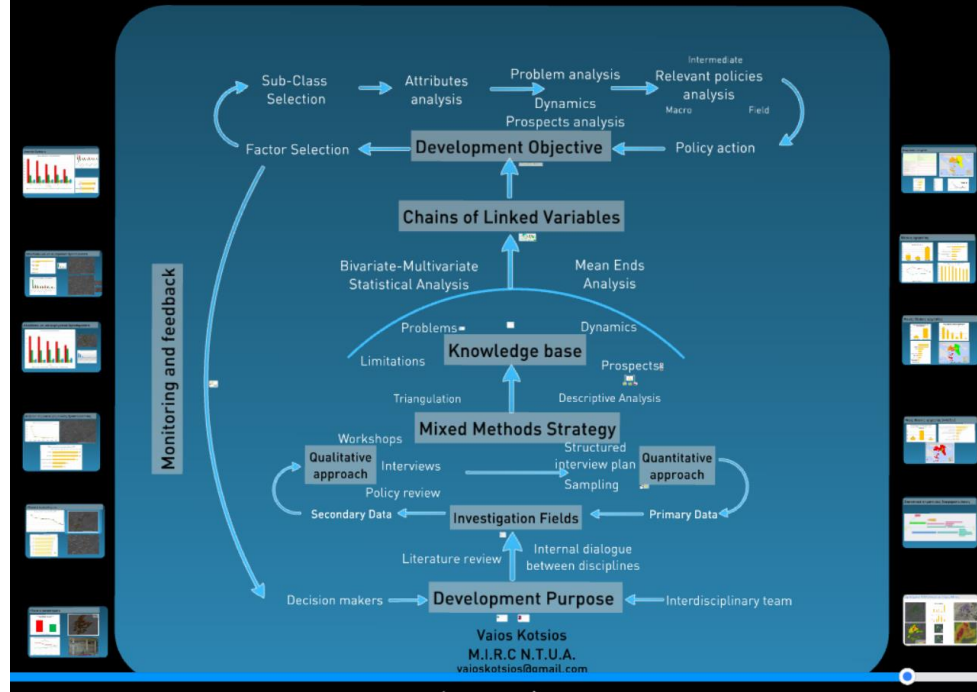 Intermediate
Sub-Class
Selection
Attributes
analysis
Problem analysis
Relevant policies
analysis
Dynamics
Prospects analysis
Macro
Field
Factor Selection
Development Objective
Policy action
Chains of Linked Variables
Bivariate-Multivariate
Statistical Analysis
Mean Ends
Analysis
Monitoring and feedback
Problems
Dynamics
Knowledge base
Limitations
Prospects
Triangulation
Descriptive Analysis
Mixed Methods Strategy
Workshops
Structured
interview plan
Qualitative
approach
Interviews
Quantitative
approach
Sampling
Policy review
Secondary Data
Investigation Fields
Primary Data
Literature review
Internal dialogue
between disciplines
Decision makers
Development Purpose
Interdisciplinary team
Vaios Kotsios
M.I.R.C N.T.U.A.
vaioskotsios@gmail.com